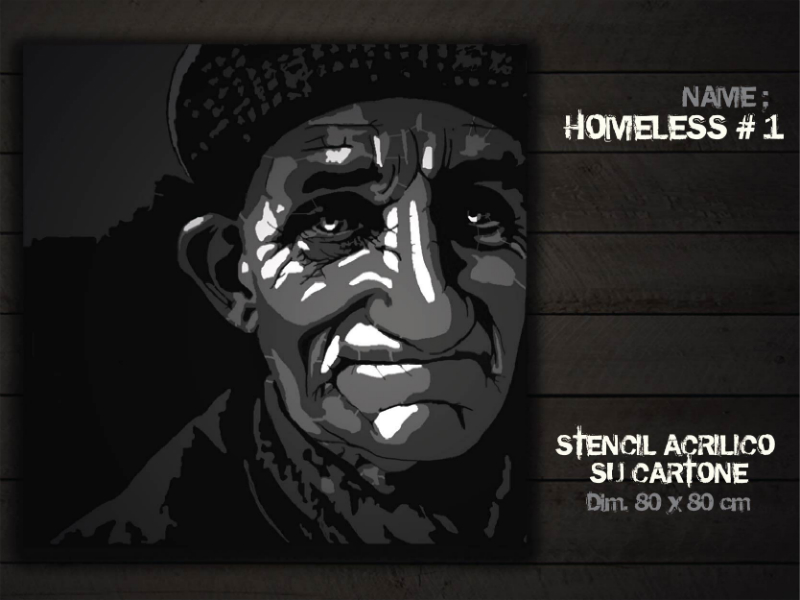 NAME:
HOMELESS #1
STENCIL ACRILICO
SU CARTONE
Dim. 80 x 80 cm